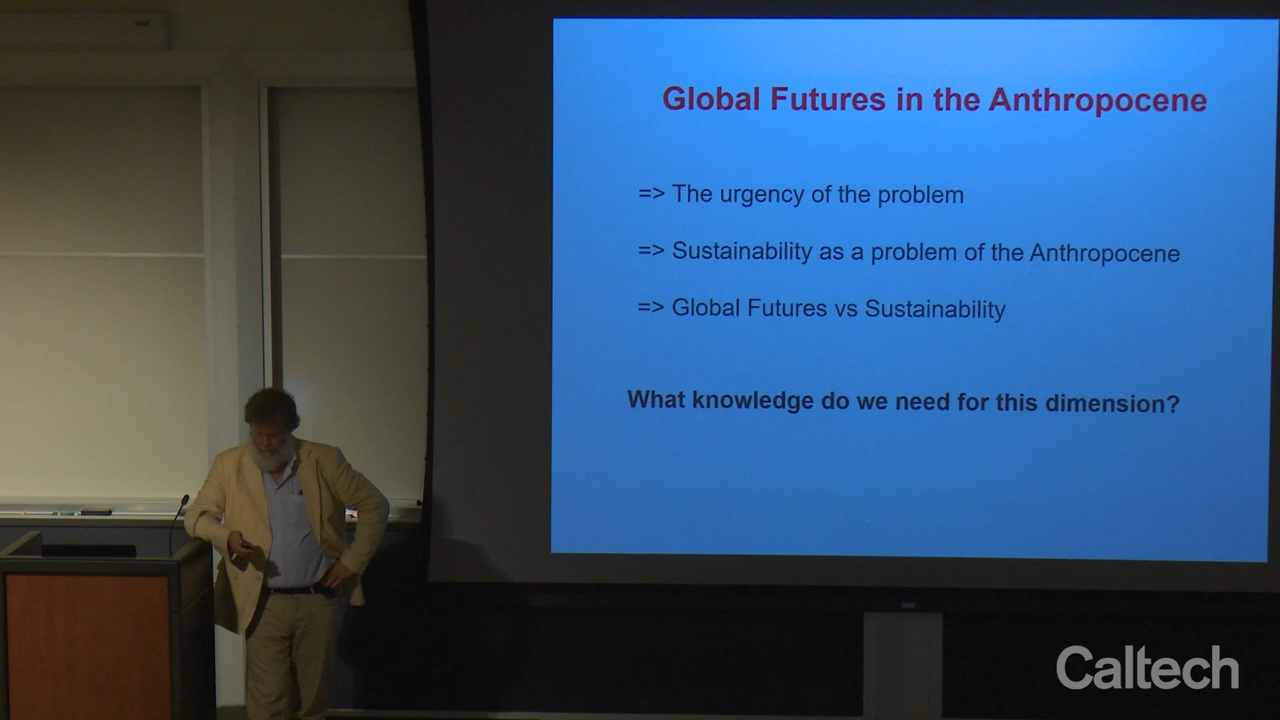 Global Futures in the Anthropocene
=> The urgency of the problem
=> Sustainability as a problem of the Anthropocene
=> Global Futures vs Sustainability
What knowledge do we need for this dimension?
Caltech